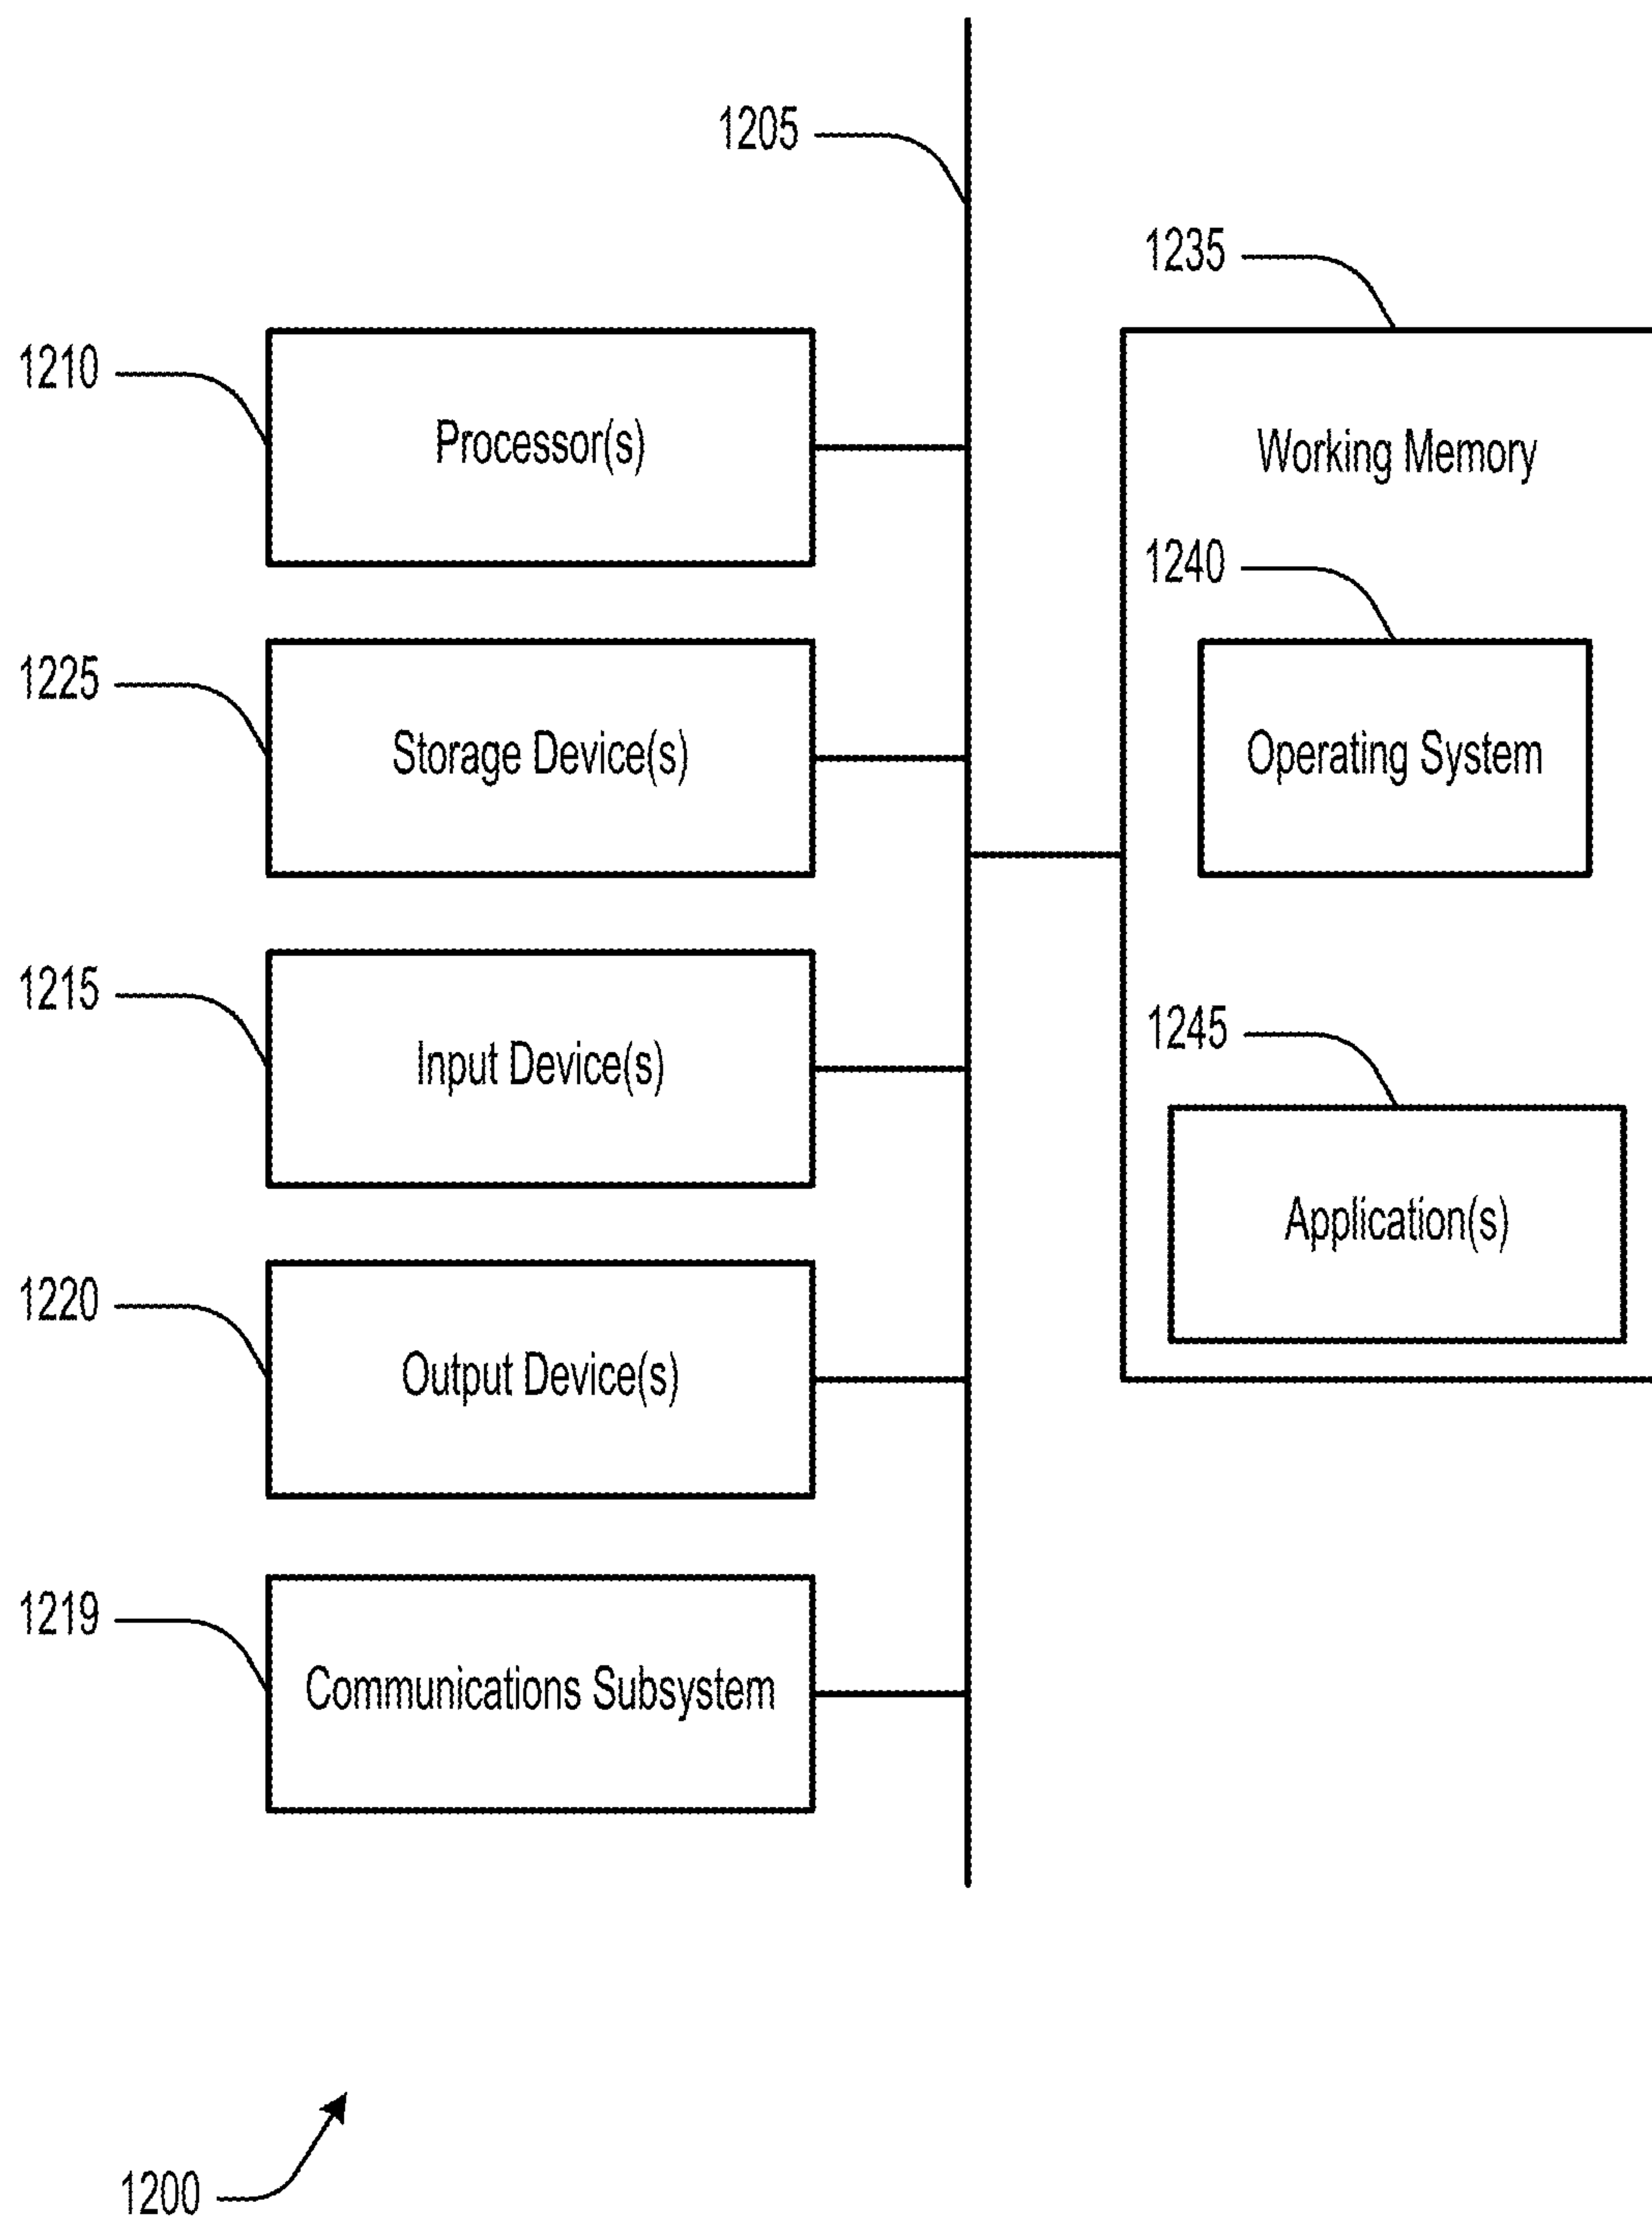 1205
1235
1210
Processor(s)
Working Memory
1240
1225
Storage Device(s)
Operating System
1215
Input Device(s)
1245
Application(s)
1220
Output Device(s)
1219
Communications Subsystem
1200